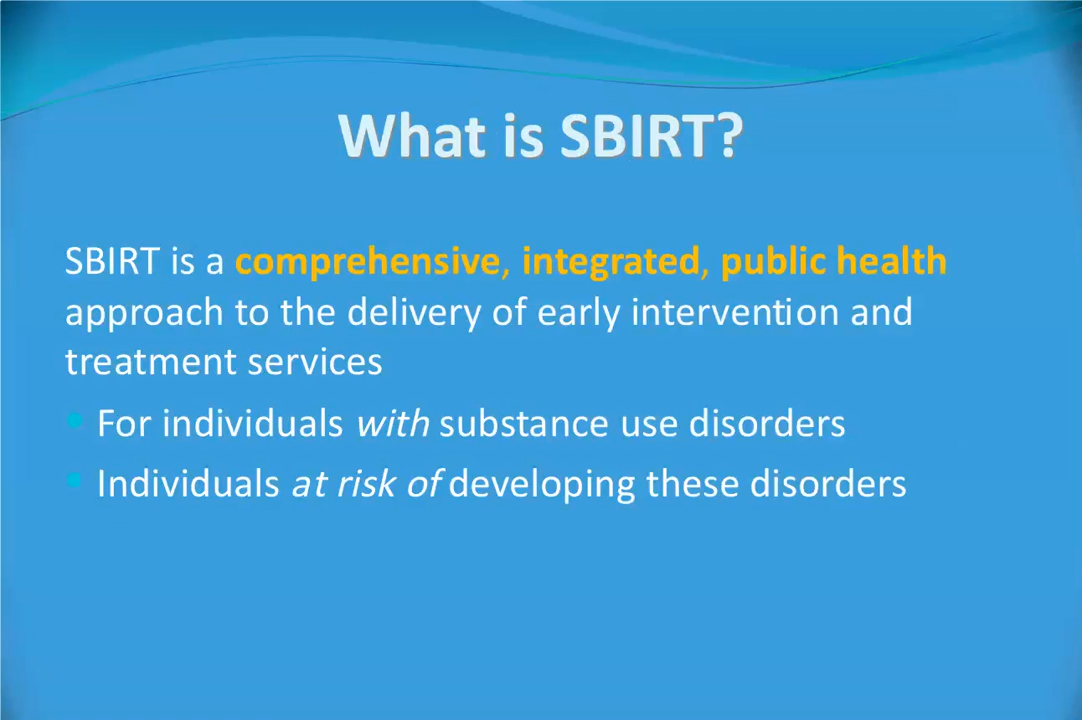 What is SBIRT?
SBIRT is a comprehensive, integrated, public health
approach to the delivery of early intervention and
treatment services
• For individuals with substance use disorders
• Individuals at risk of developing these disorders